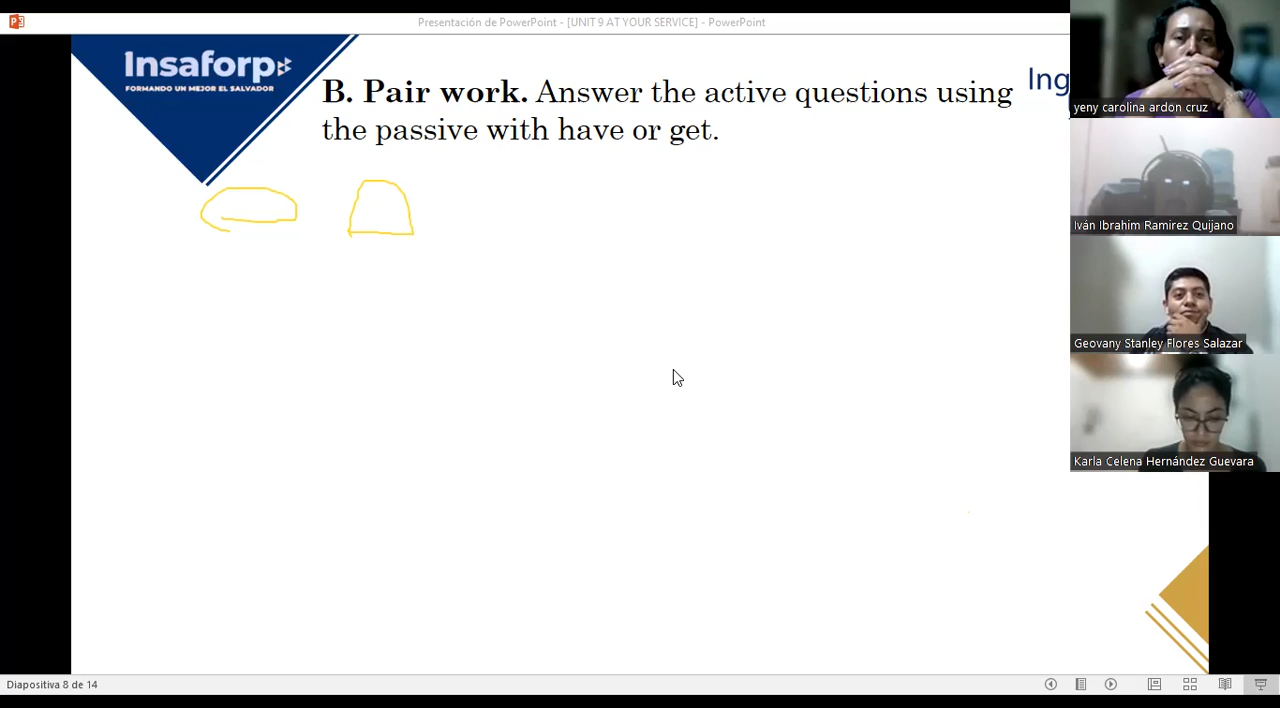 Presentación de PowerPoint - [UNIT 9 AT YOUR SERVICE] - PowerPoint
Insaforp
FORMANDO UN MEJOR EL SALVADOR
B. Pair work. Answer the active questions using
the passive with have or get.
Ing
yeny carolina ardon cruz
Iván Ibrahim Ramirez Quijano
Geovany Stanley Flores Salazar
Karla Celena Hernández Guevara
Diapositiva 8 de 14